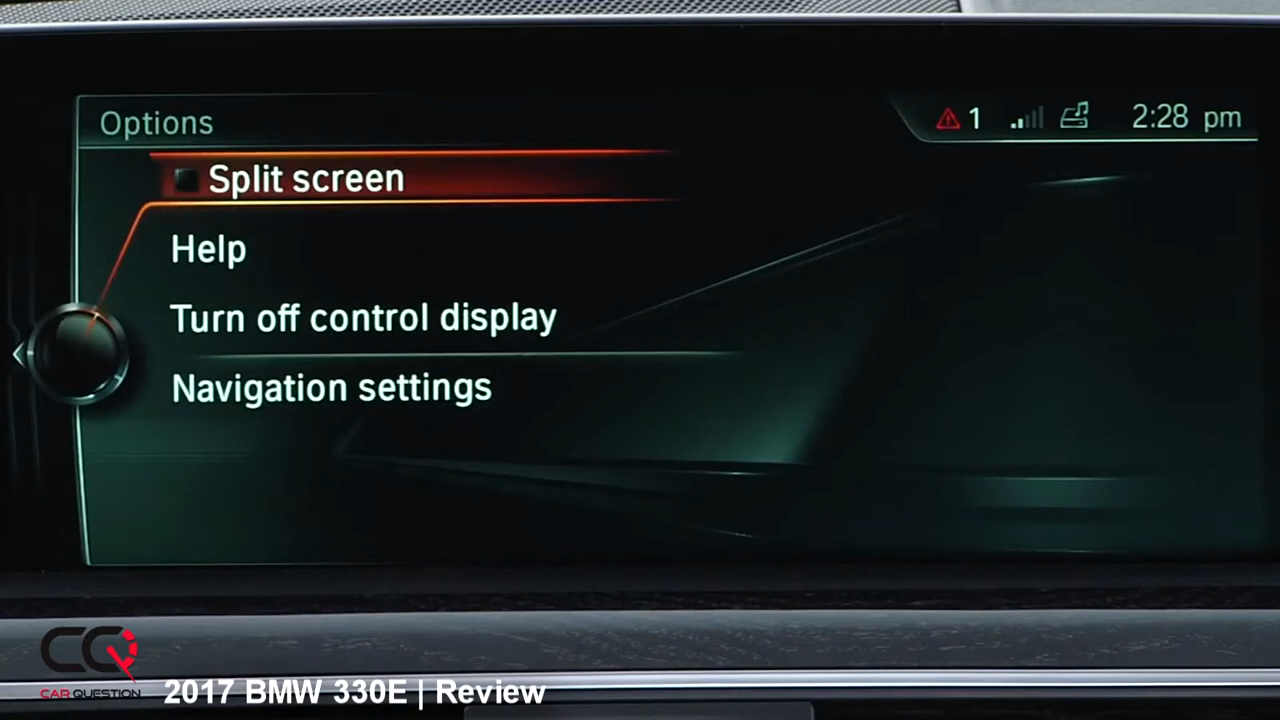 Options
1
2:28 pm
Split screen
Help
Turn off control display
Navigation settings
CQ
CAR QUESTION
2017 BMW 330E | Review